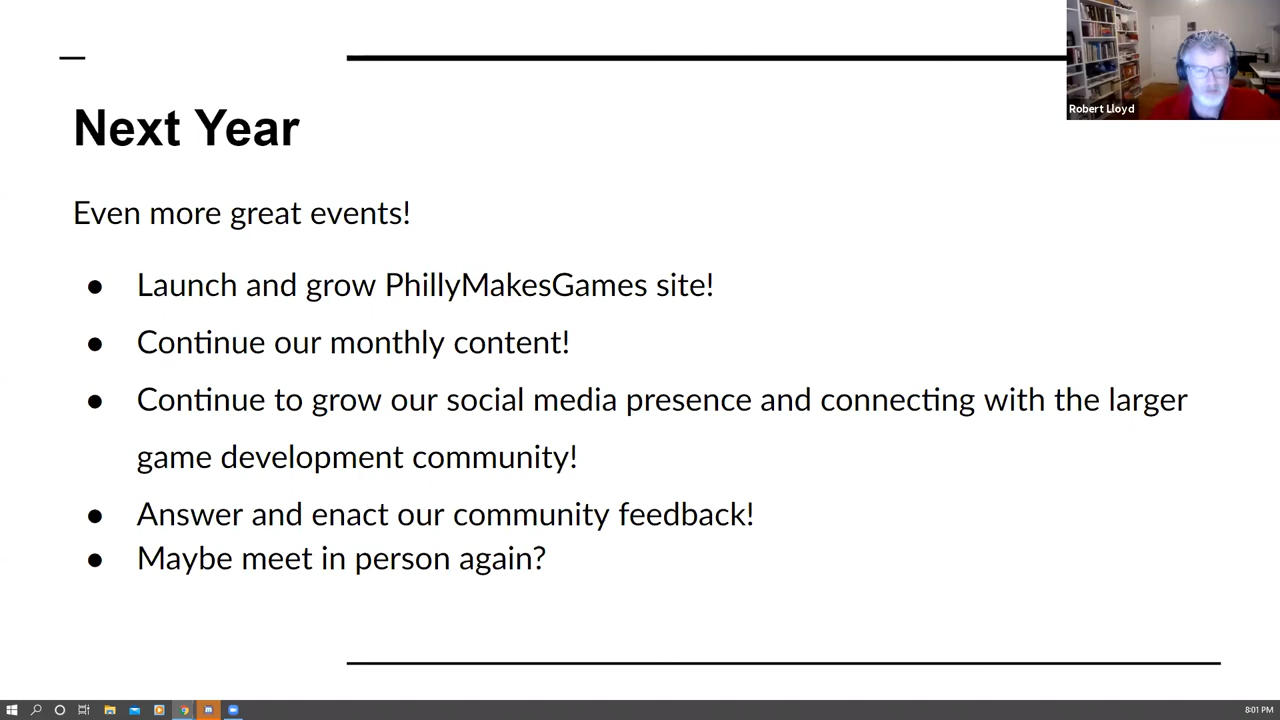 Robert Lloyd
Next Year
Even more great events!
● Launch and grow PhillyMakesGames site!
● Continue our monthly content!
● Continue to grow our social media presence and connecting with the larger
game development community!
● Answer and enact our community feedback!
● Maybe meet in person again?
8:01 PM